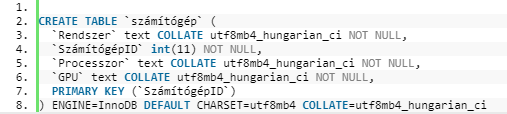 1.
2. CREATE TABLE `számítógép` (
3. `Rendszer` text COLLATE utf8mb4_hungarian_ci NOT NULL,
4. `SzámítógépID` int(11) NOT NULL,
5. `Processzor` text COLLATE utf8mb4_hungarian_ci NOT NULL,
6. `GPU` text COLLATE utf8mb4_hungarian_ci NOT NULL,
7. PRIMARY KEY (`SzámítógépID`)
8. ) ENGINE=InnoDB DEFAULT CHARSET=utf8mb4 COLLATE=utf8mb4_hungarian_ci